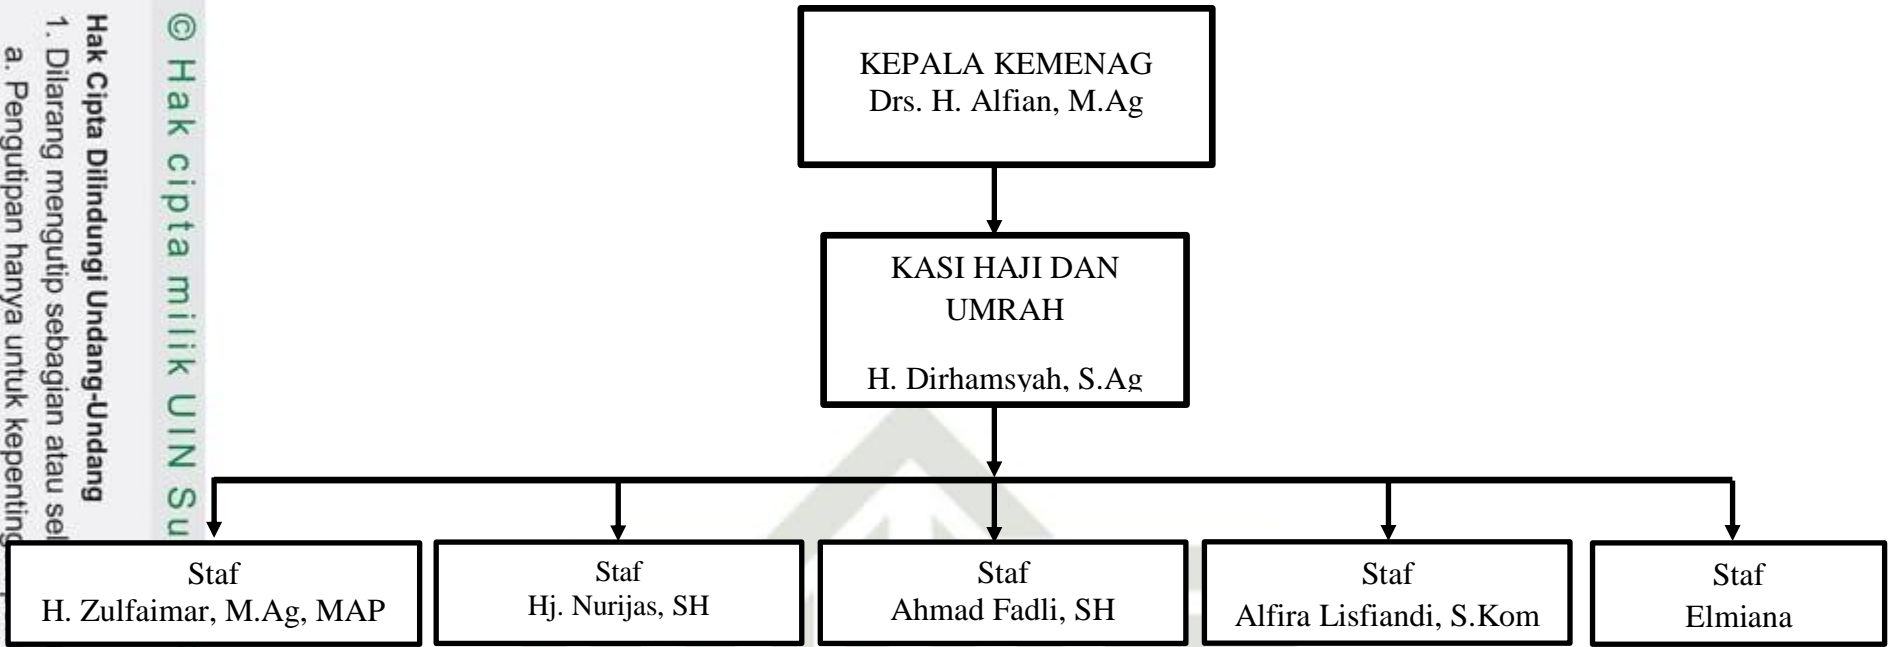 © Hak cipta milik UIN Su
Hak Cipta Dilindungi Undang-Undang
1. Dilarang mengutip sebagian atau sel
a. Pengutipan hanya untuk kepenting
KEPALA KEMENAG
Drs. H. Alfian, M.Ag
KASI HAJI DAN
UMRAH
H. Dirhamsyah, S.Ag
Staf
H. Zulfaimar, M.Ag, MAP
Staf
Hj. Nurijas, SH
Staf
Ahmad Fadli, SH
Staf
Alfira Lisfiandi, S.Kom
Staf
Elmiana